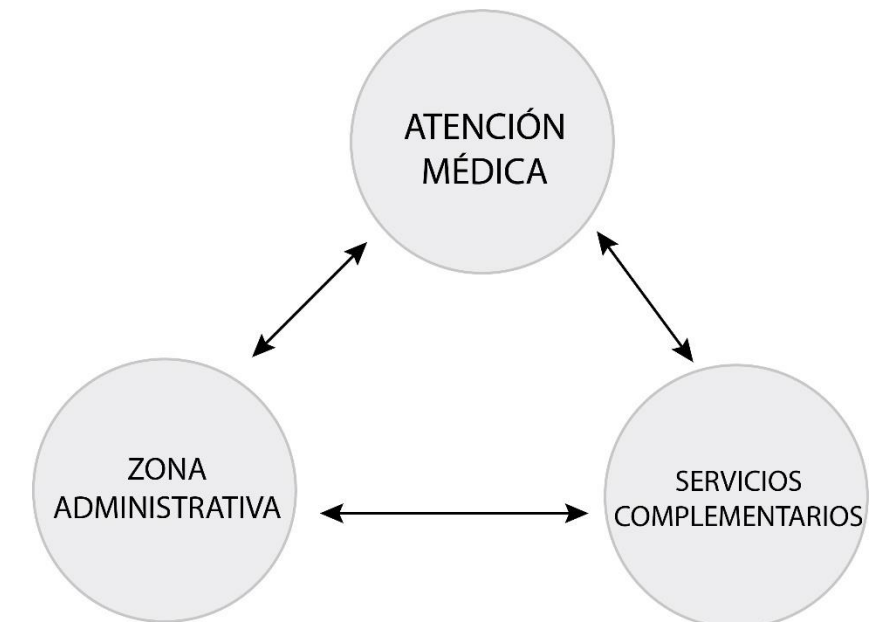 ATENCIÓN
MÉDICA
ZONA
ADMINISTRATIVA
SERVICIOS
COMPLEMENTARIOS